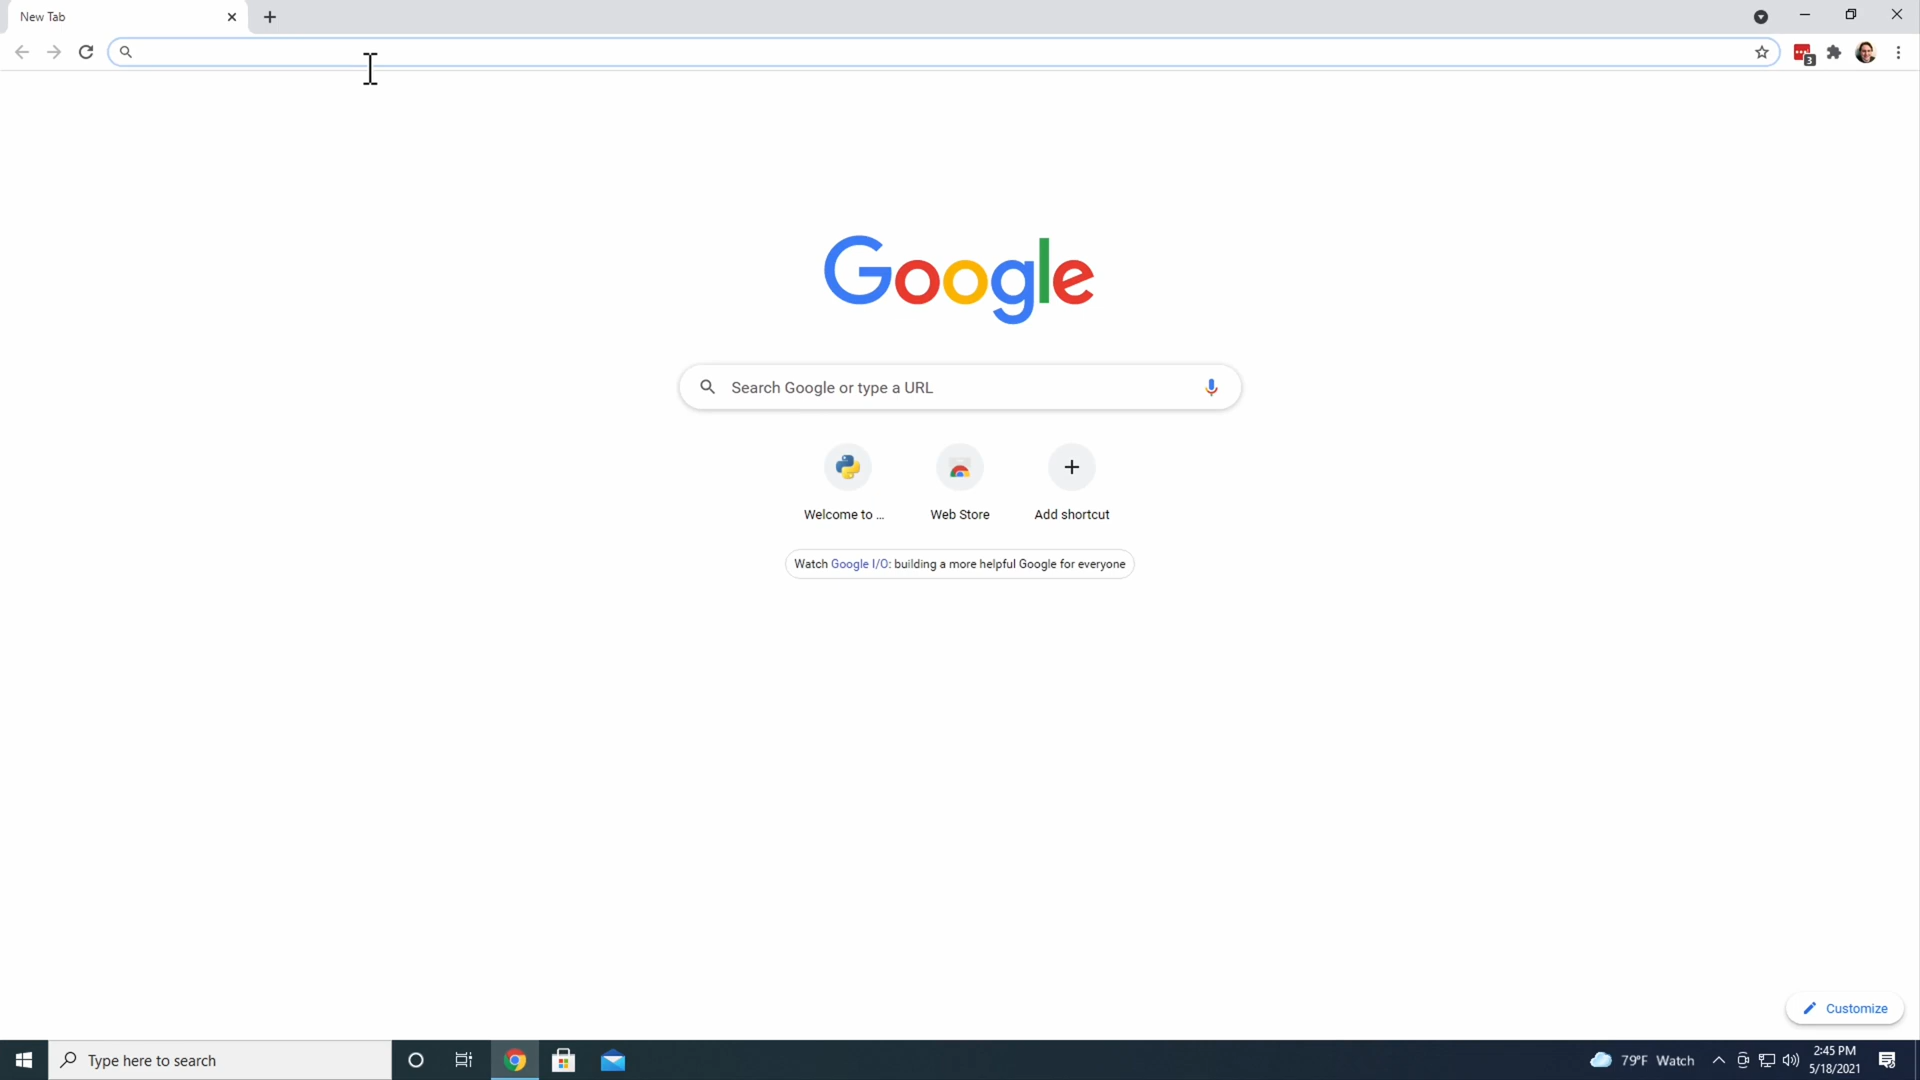 New Tab
3
Google
Search Google or type a URL
Welcome to ...
Web Store
Add shortcut
Watch Google I/O: building a more helpful Google for everyone
Customize
Type here to search
79°F Watch
2:45 PM
5/18/2021